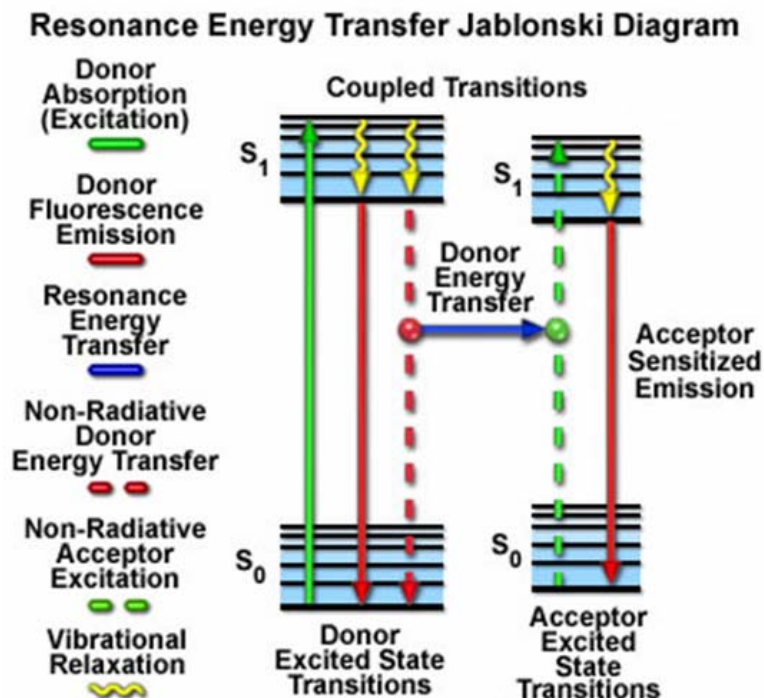 Resonance Energy Transfer Jablonski Diagram
Donor
Absorption
(Excitation)
Donor
Fluorescence
Emission
Resonance
Energy
Transfer
Non-Radiative
Donor
Energy Transfer
Non-Radiative
Acceptor
Excitation
Vibrational
Relaxation
Coupled Transitions
S1
S1
Donor
Energy
Transfer
Acceptor
Sensitized
Emission
S0
S0
Donor
Excited State
Transitions
Acceptor
Excited
State
Transitions